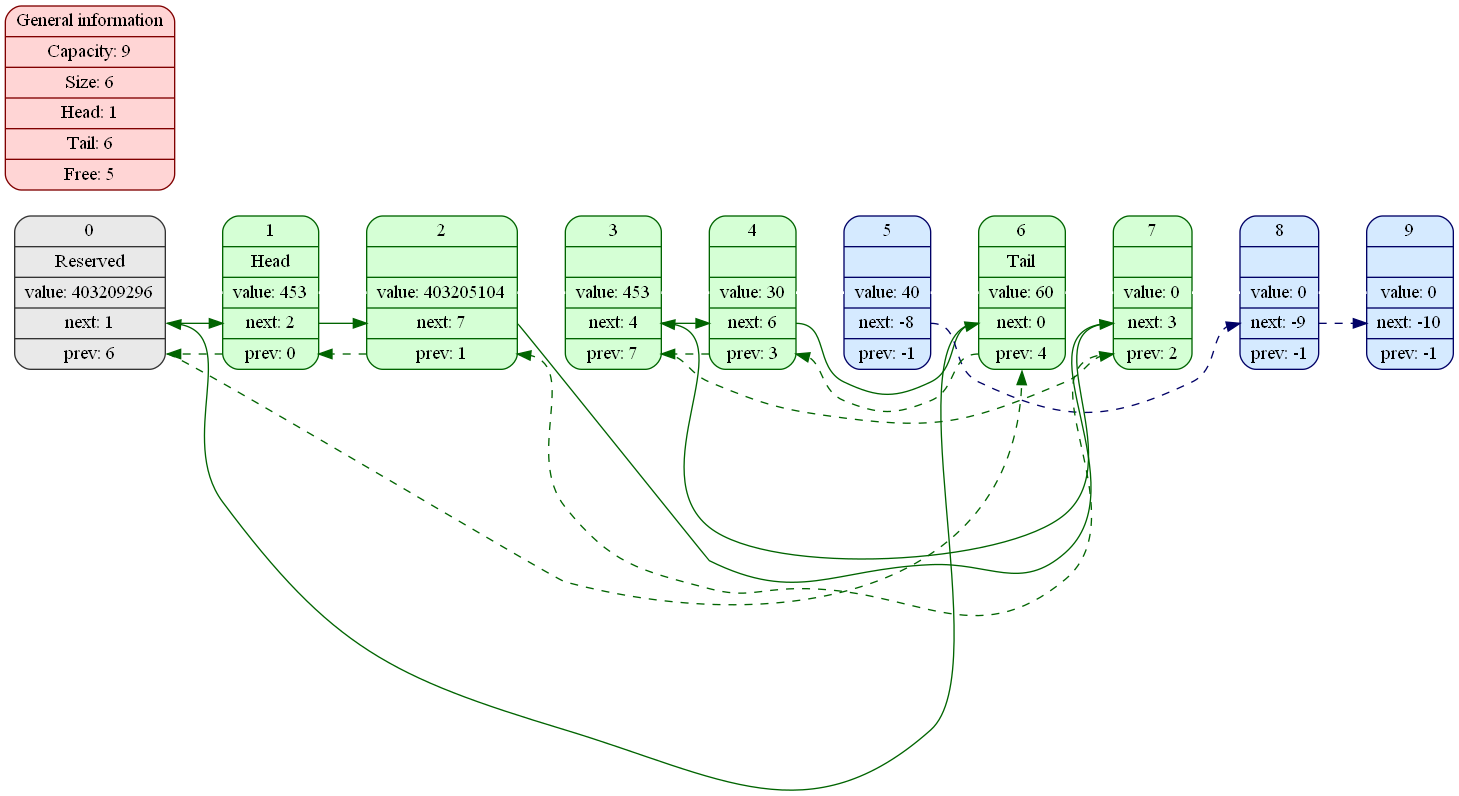 General information
Capacity: 9
Size: 6
Head: 1
Tail: 6
Free: 5
0
Reserved
value: 403209296
next: 1
prev: 6
1
Head
value: 453
next: 2
prev: 0
2
value: 403205104
next: 7
prev: 1
3
value: 453
next: 4
prev: 7
4
value: 30
next: 6
prev: 3
5
value: 40
next: -8
prev: -1
6
Tail
value: 60
next: 0
prev: 4
7
value: 0
next: 3
prev: 2
8
value: 0
next: -9
prev: -1
9
value: 0
next: -10
prev: -1